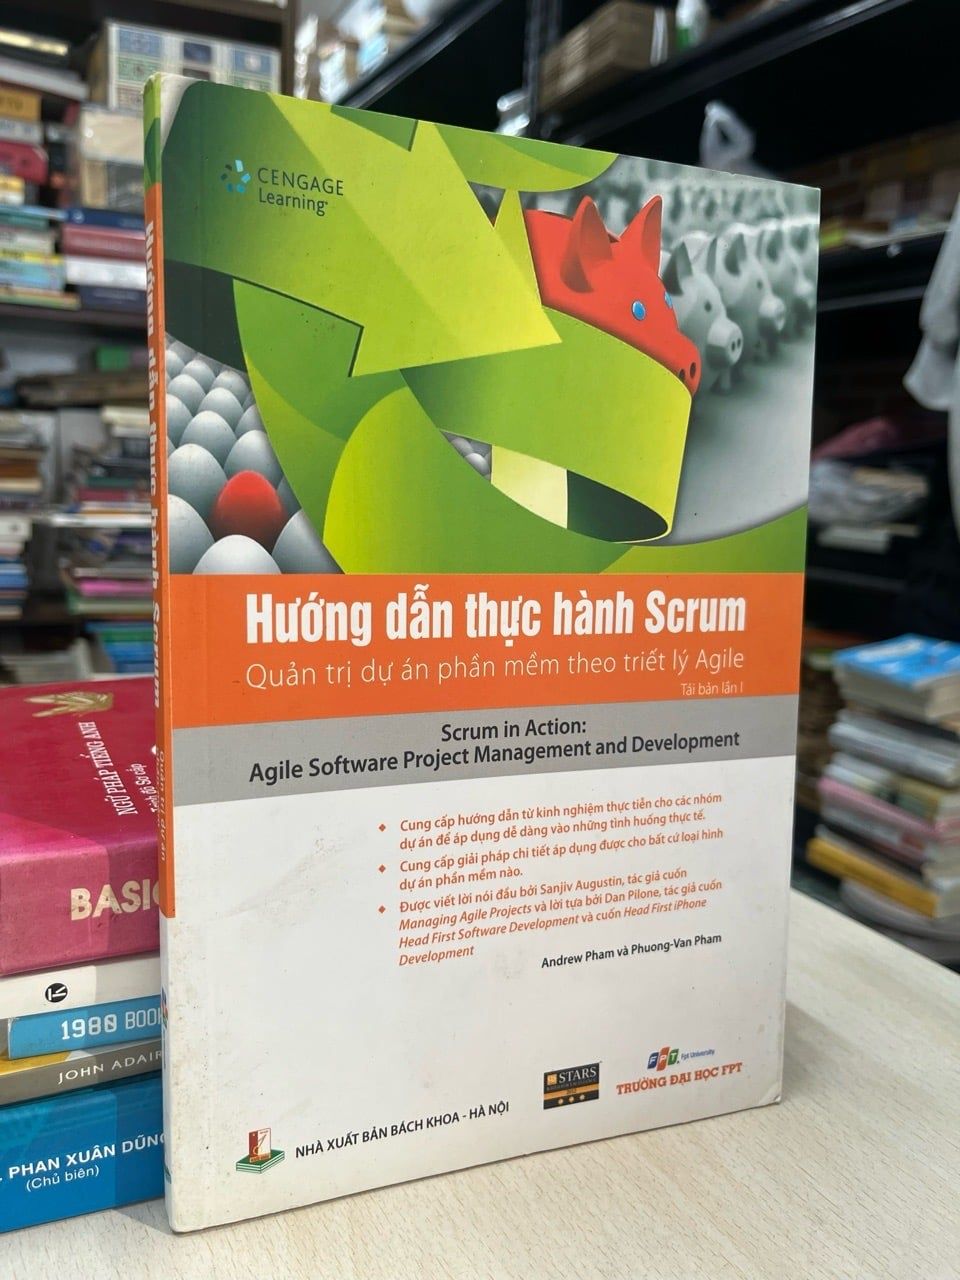 CENGAGE
Learning
Hướng dẫn thực hành Scrum
Quản trị dự án phần mềm theo triết lý Agile
Tái bản lần I
Scrum in Action:
Agile Software Project Management and Development
Cung cấp hướng dẫn từ kinh nghiệm thực tiễn cho các nhóm
dự án để áp dụng dễ dàng vào những tình huống thực tế.
Cung cấp giải pháp chi tiết áp dụng được cho bất cứ loại hình
dự án phần mềm nào.
Được viết lời nói đầu bởi Sanjiv Augustin, tác giả cuốn
Managing Agile Projects và lời tựa bởi Dan Pilone, tác giả cuốn
Head First Software Development và cuốn Head First iPhone
Development
Andrew Pham và Phuong-Van Pham
NHÀ XUẤT BẢN BÁCH KHOA - HÀ NỘI
STARS
FPT Fpt University
TRƯỜNG ĐẠI HỌC FPT
Hướng dẫn thực hành Scrum
Quản trị dự án
NGỮ PHÁP TIẾNG ANH
BASIC
1980 BOOK
JOHN ADAIR
PHAN XUÂN DŨNG
(Chủ biên)